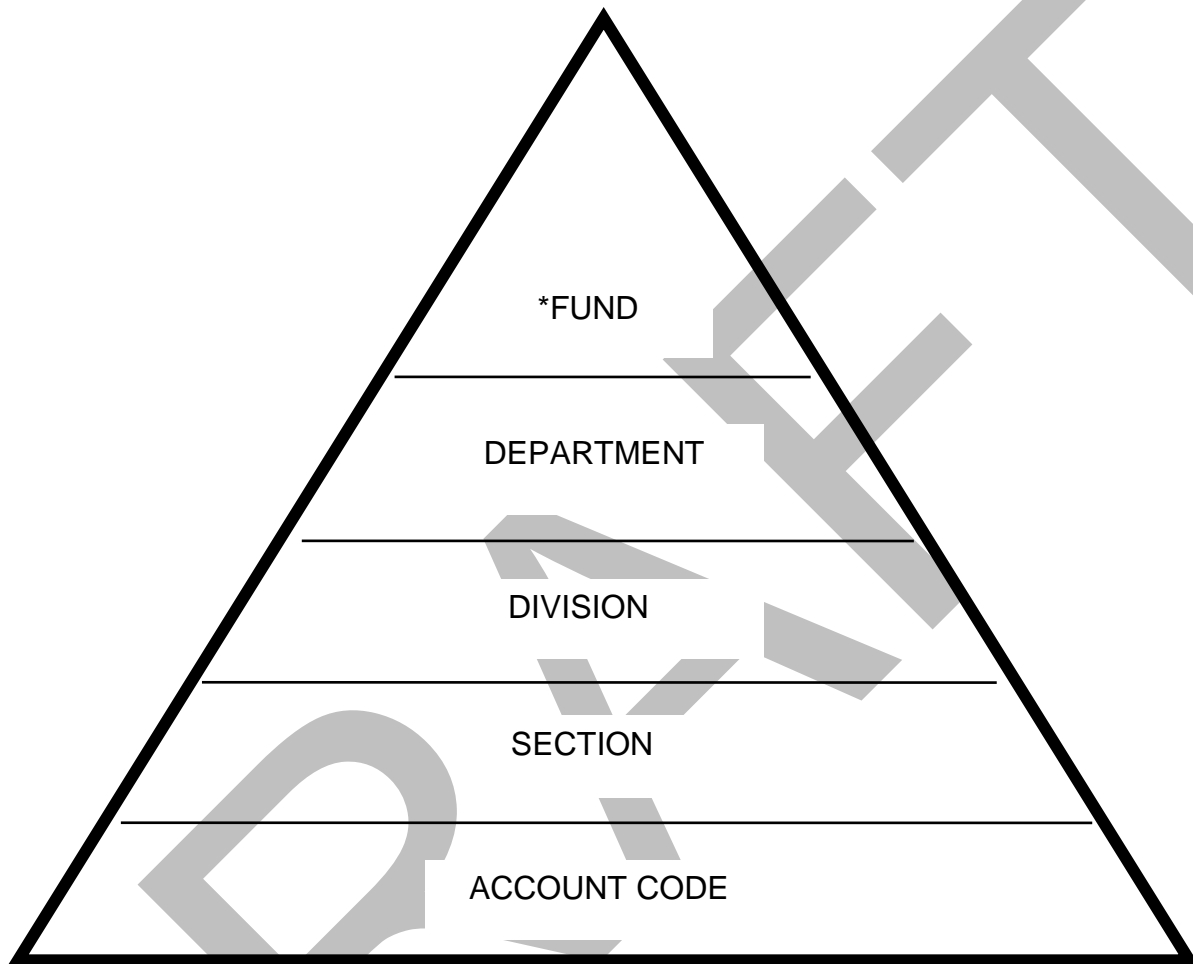 *FUND
DEPARTMENT
DIVISION
SECTION
ACCOUNT CODE
DRAFT